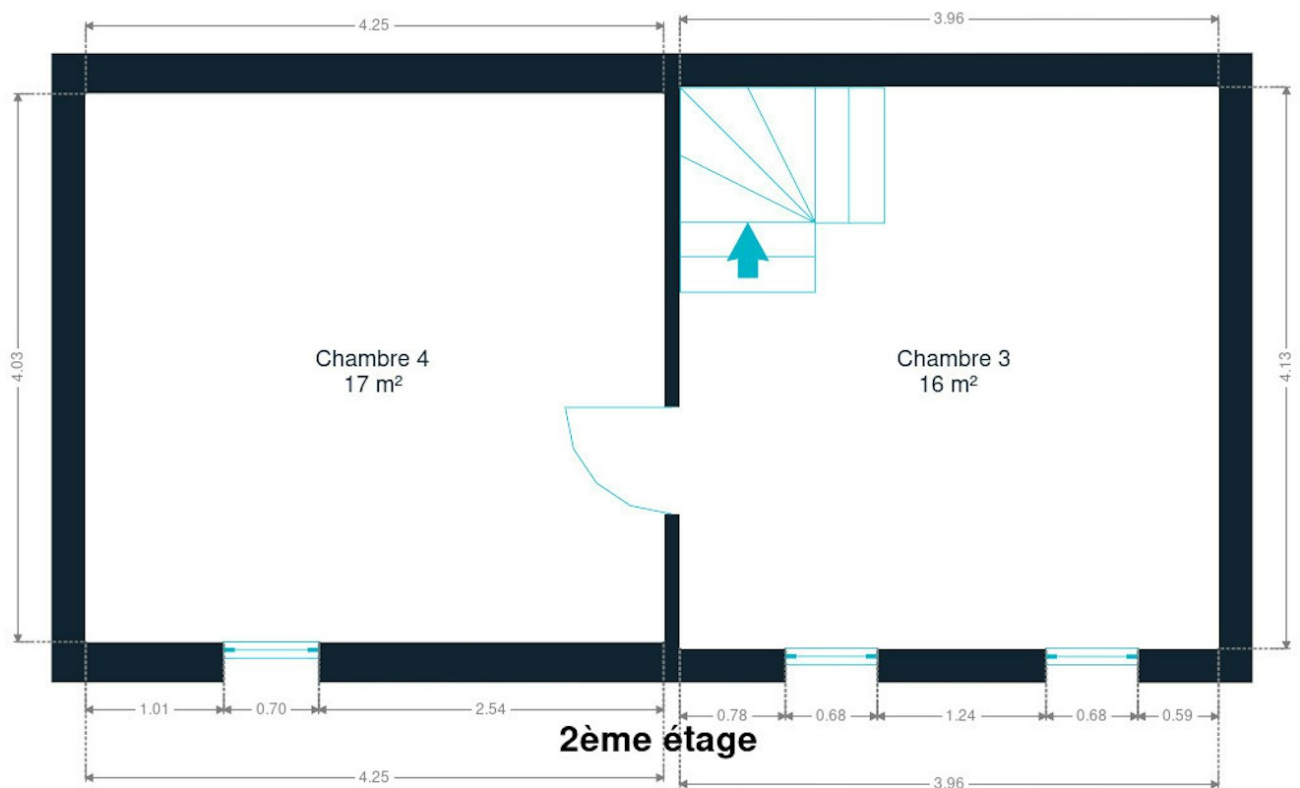 4.25
3.96
4.03
4.13
Chambre 4
17 m²
Chambre 3
16 m²
1.01
0.70
2.54
0.78
0.68
1.24
0.68
0.59
2ème étage
4.25
3.96